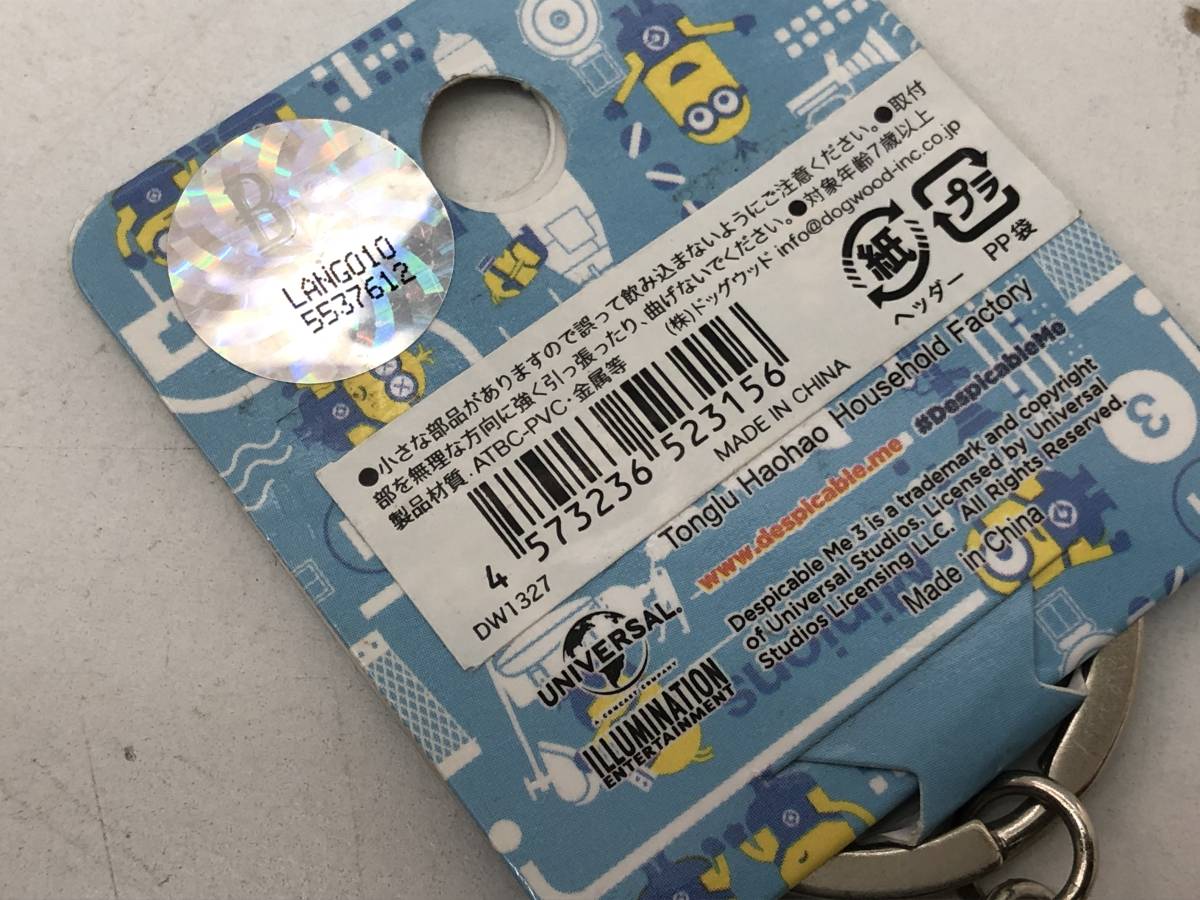 B
LANG010
5537612
●小さな部品がありますので誤って飲み込まないようにご注意ください。●取付
部を無理な方向に強く引っ張ったり、曲げないでください。●対象年齢7歳以上
製品材質.ATBC-PVC.金属等
(株)ドッグウッド info@dogwood-inc.co.jp
4 573236 523156
MADE IN CHINA
DW1327
紙
プラ
ヘッダー PP袋
Tonglu Haohao Household Factory
www.despicable.me #DespicableMe
Despicable Me 3 is a trademark and copyright
of Universal Studios. Licensed by Universal
Studios Licensing LLC. All Rights Reserved.
Made in China
UNIVERSAL
A COMCAST COMPANY
ILLUMINATION
ENTERTAINMENT
minions
3